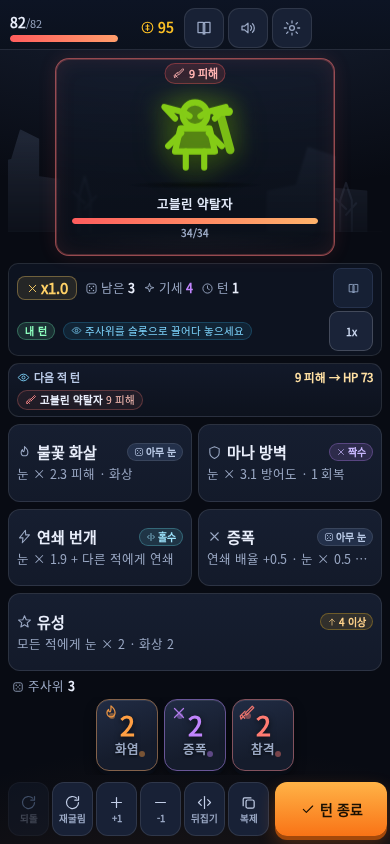 82/82 95
9 피해
고블린 약탈자
34/34
x1.0 남은 3 기세 4 턴 1
내 턴 주사위를 슬롯으로 끌어다 놓으세요 1x
다음 적 턴 9 피해 → HP 73
고블린 약탈자 9 피해
불꽃 화살 아무 눈
눈 × 2.3 피해 · 화상
마나 방벽 짝수
눈 × 3.1 방어도 · 1 회복
연쇄 번개 홀수
눈 × 1.9 + 다른 적에게 연쇄
증폭 아무 눈
연쇄 배율 +0.5 · 눈 × 0.5 …
유성 4 이상
모든 적에게 눈 × 2 · 화상 2
주사위 3
2 2 2
화염 증폭 참격
되돌 재굴림 +1 -1 뒤집기 복제 턴 종료